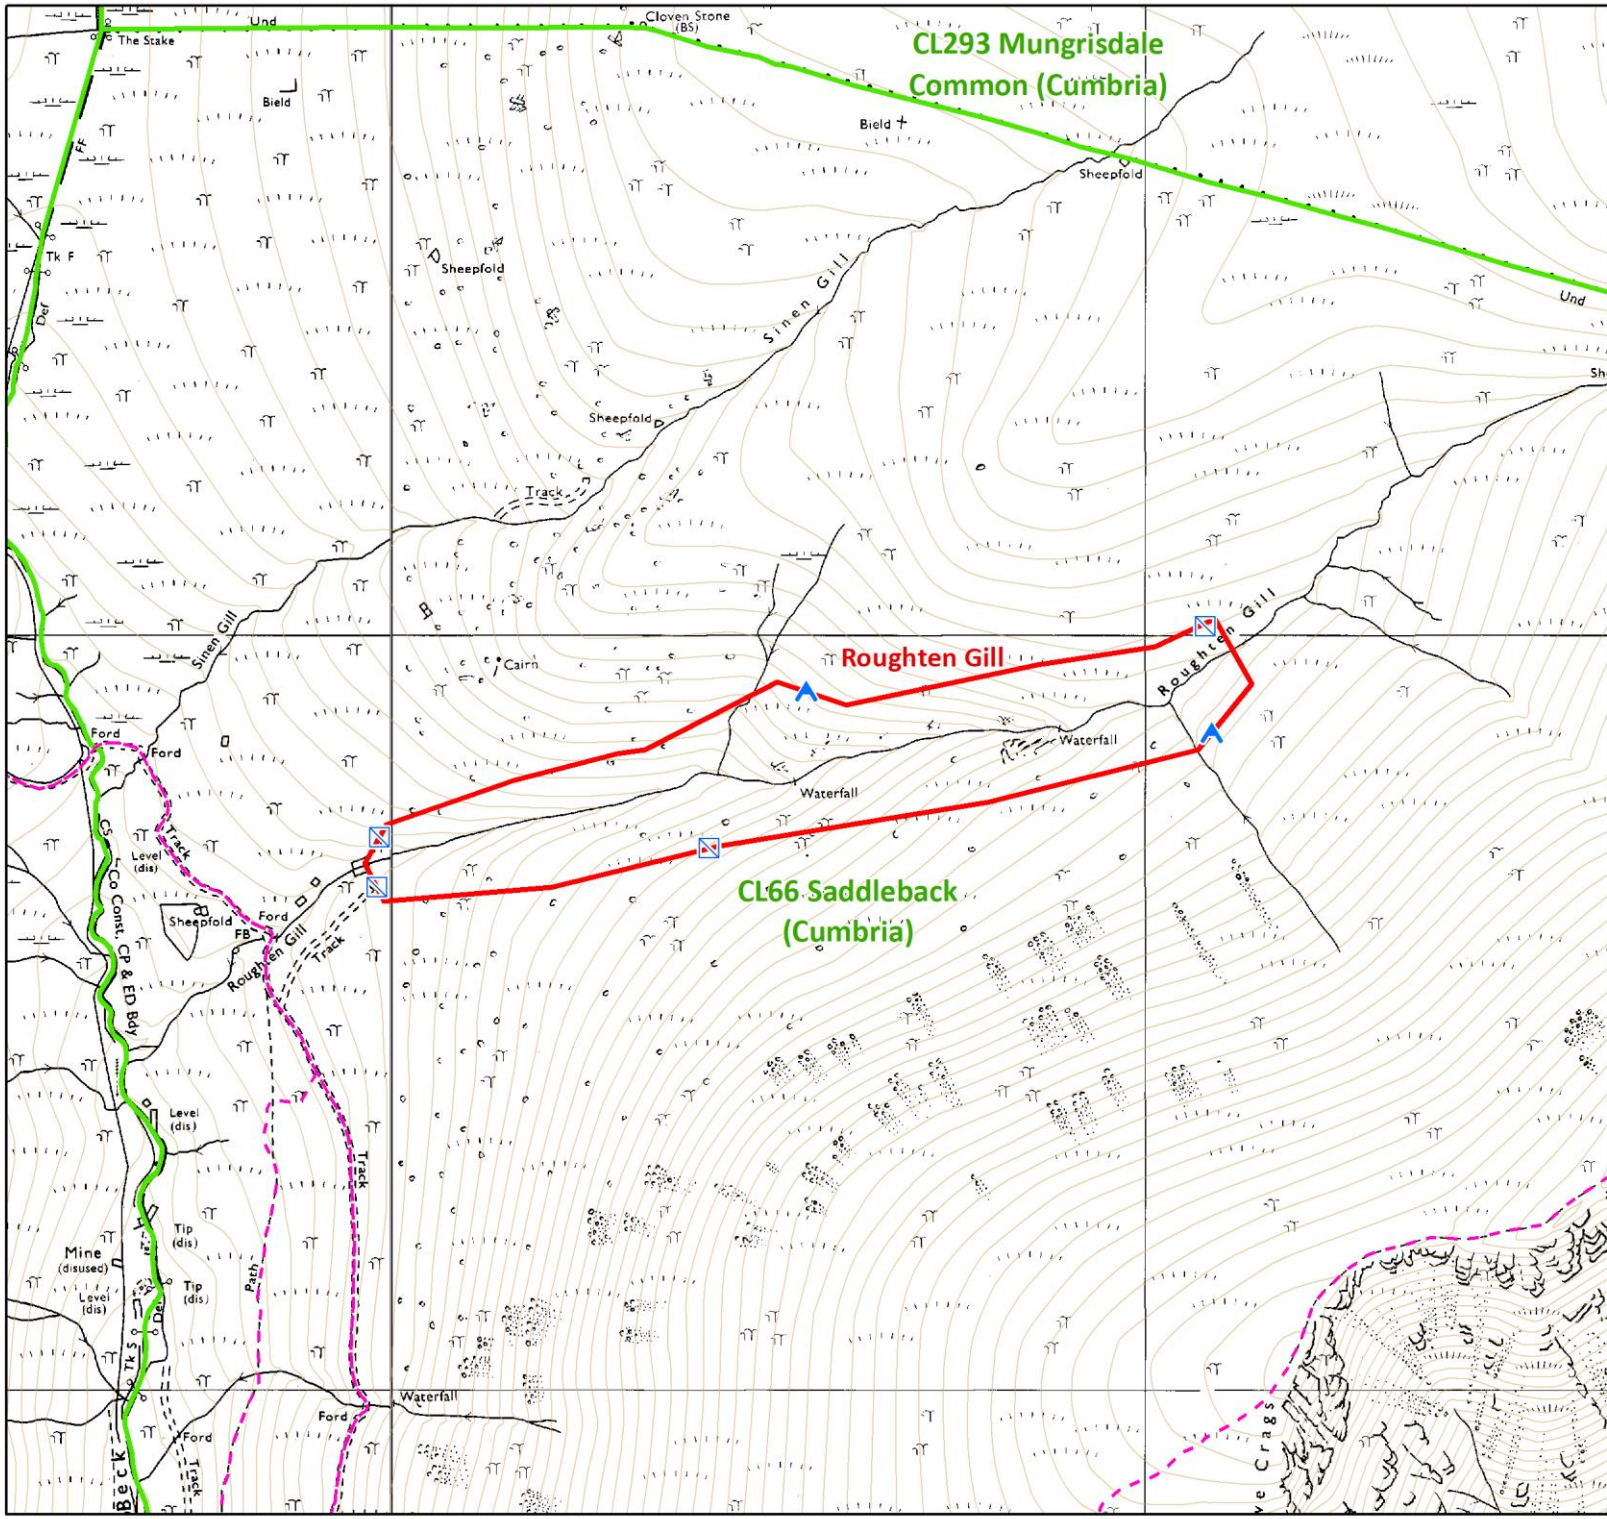 Und
The Stake
Cloven Stone
(BS)
CL293 Mungrisdale
Common (Cumbria)
Bield
Bield
FF
Sheepfold
Tk F
Sheepfold
Def
Sinen Gill
Und
Sheepfold
Track
Sinen Gill
Cairn
Roughten Gill
Roughten Gill
Ford
Ford
Waterfall
Waterfall
Track
CS
Level
(dis)
CL66 Saddleback
(Cumbria)
Sheepfold
Ford
FB
Track
Roughten Gill
Co Const, CP & ED Bdy
Level
(dis)
Track
Tip
(dis)
Mine
(disused)
Path
Level
(dis)
Tip
(dis)
Tk S
Waterfall
Ford
Ford
Track
Beck
Crags